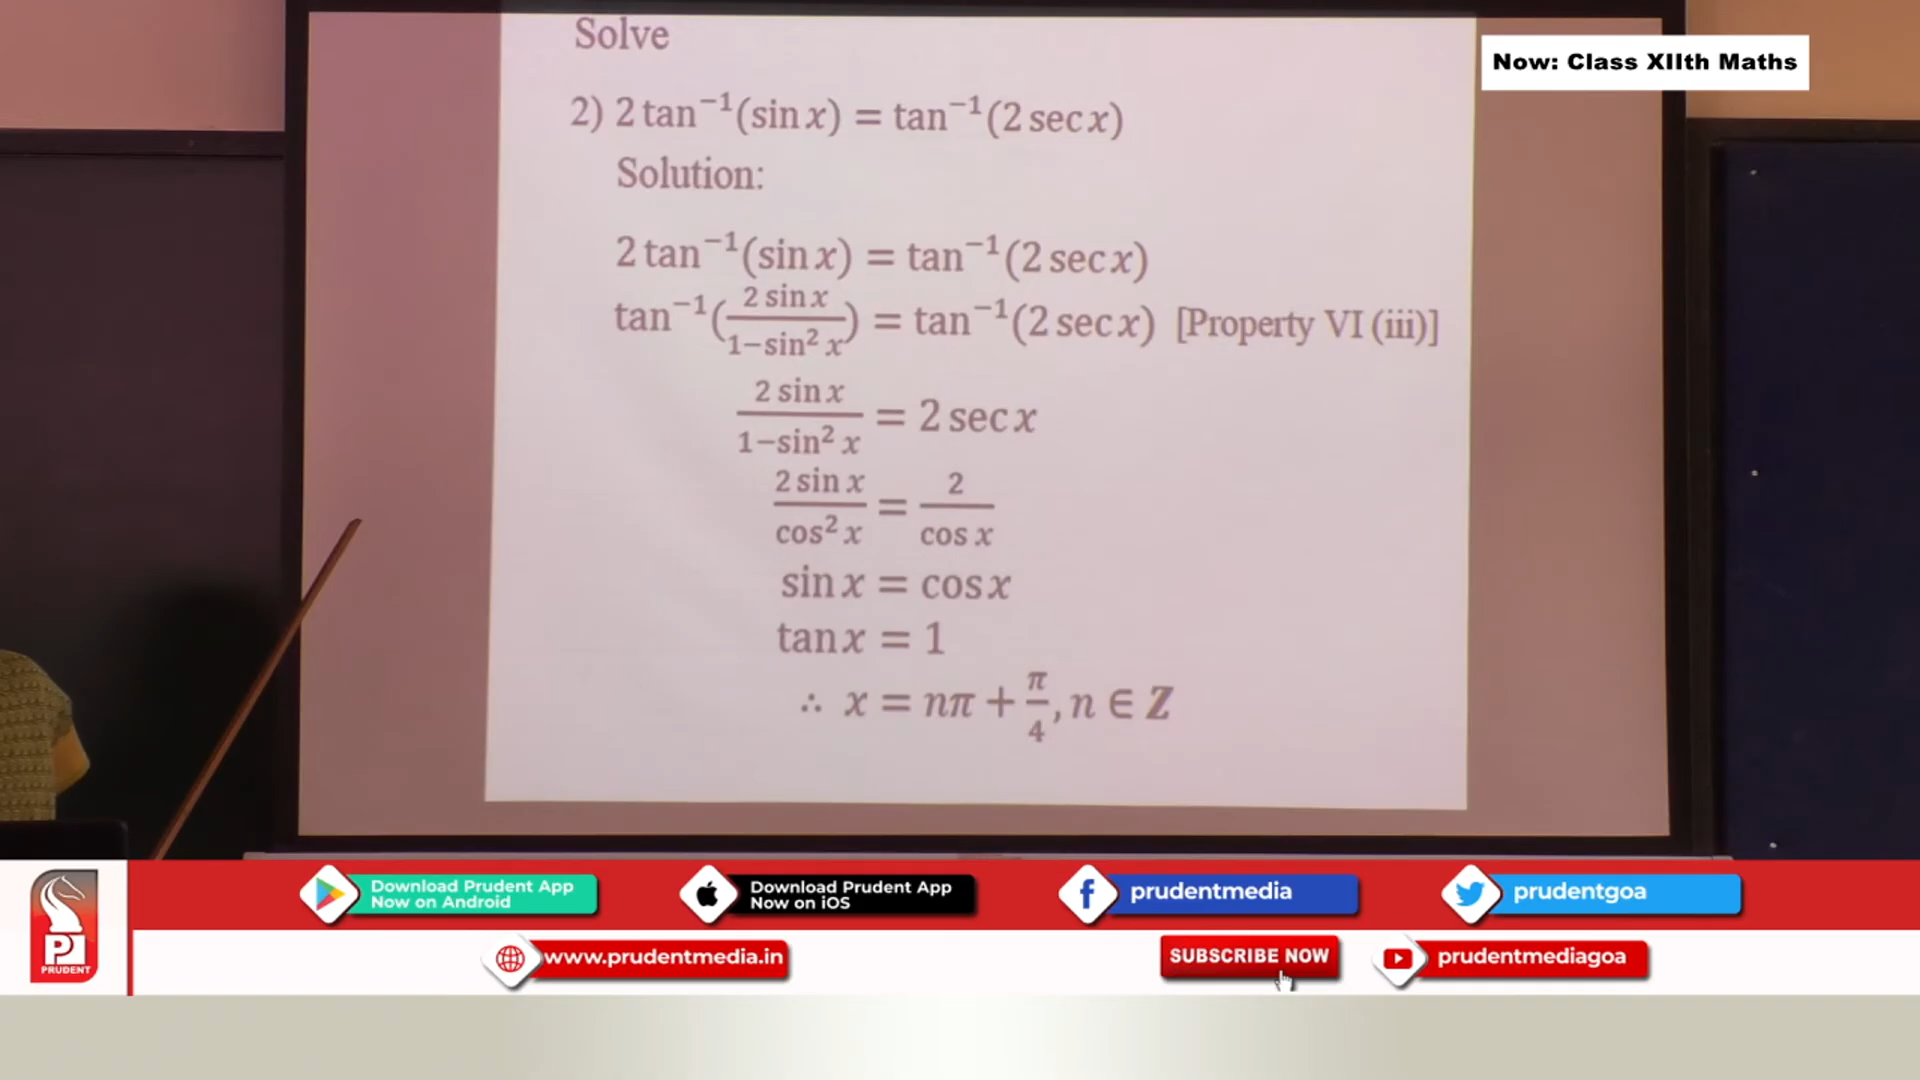 Solve
Now: Class XIIth Maths
2) 2 tan⁻¹(sin x) = tan⁻¹(2 sec x)
Solution:
2 tan⁻¹(sin x) = tan⁻¹(2 sec x)
tan⁻¹(2 sin x / 1−sin² x) = tan⁻¹(2 sec x) [Property VI (iii)]
2 sin x / 1−sin² x = 2 sec x
2 sin x / cos² x = 2 / cos x
sin x = cos x
tan x = 1
∴ x = nπ + π/4, n ∈ Z
Download Prudent App
Now on Android
Download Prudent App
Now on iOS
prudentmedia
prudentgoa
PI
PRUDENT
www.prudentmedia.in
SUBSCRIBE NOW
prudentmediagoa